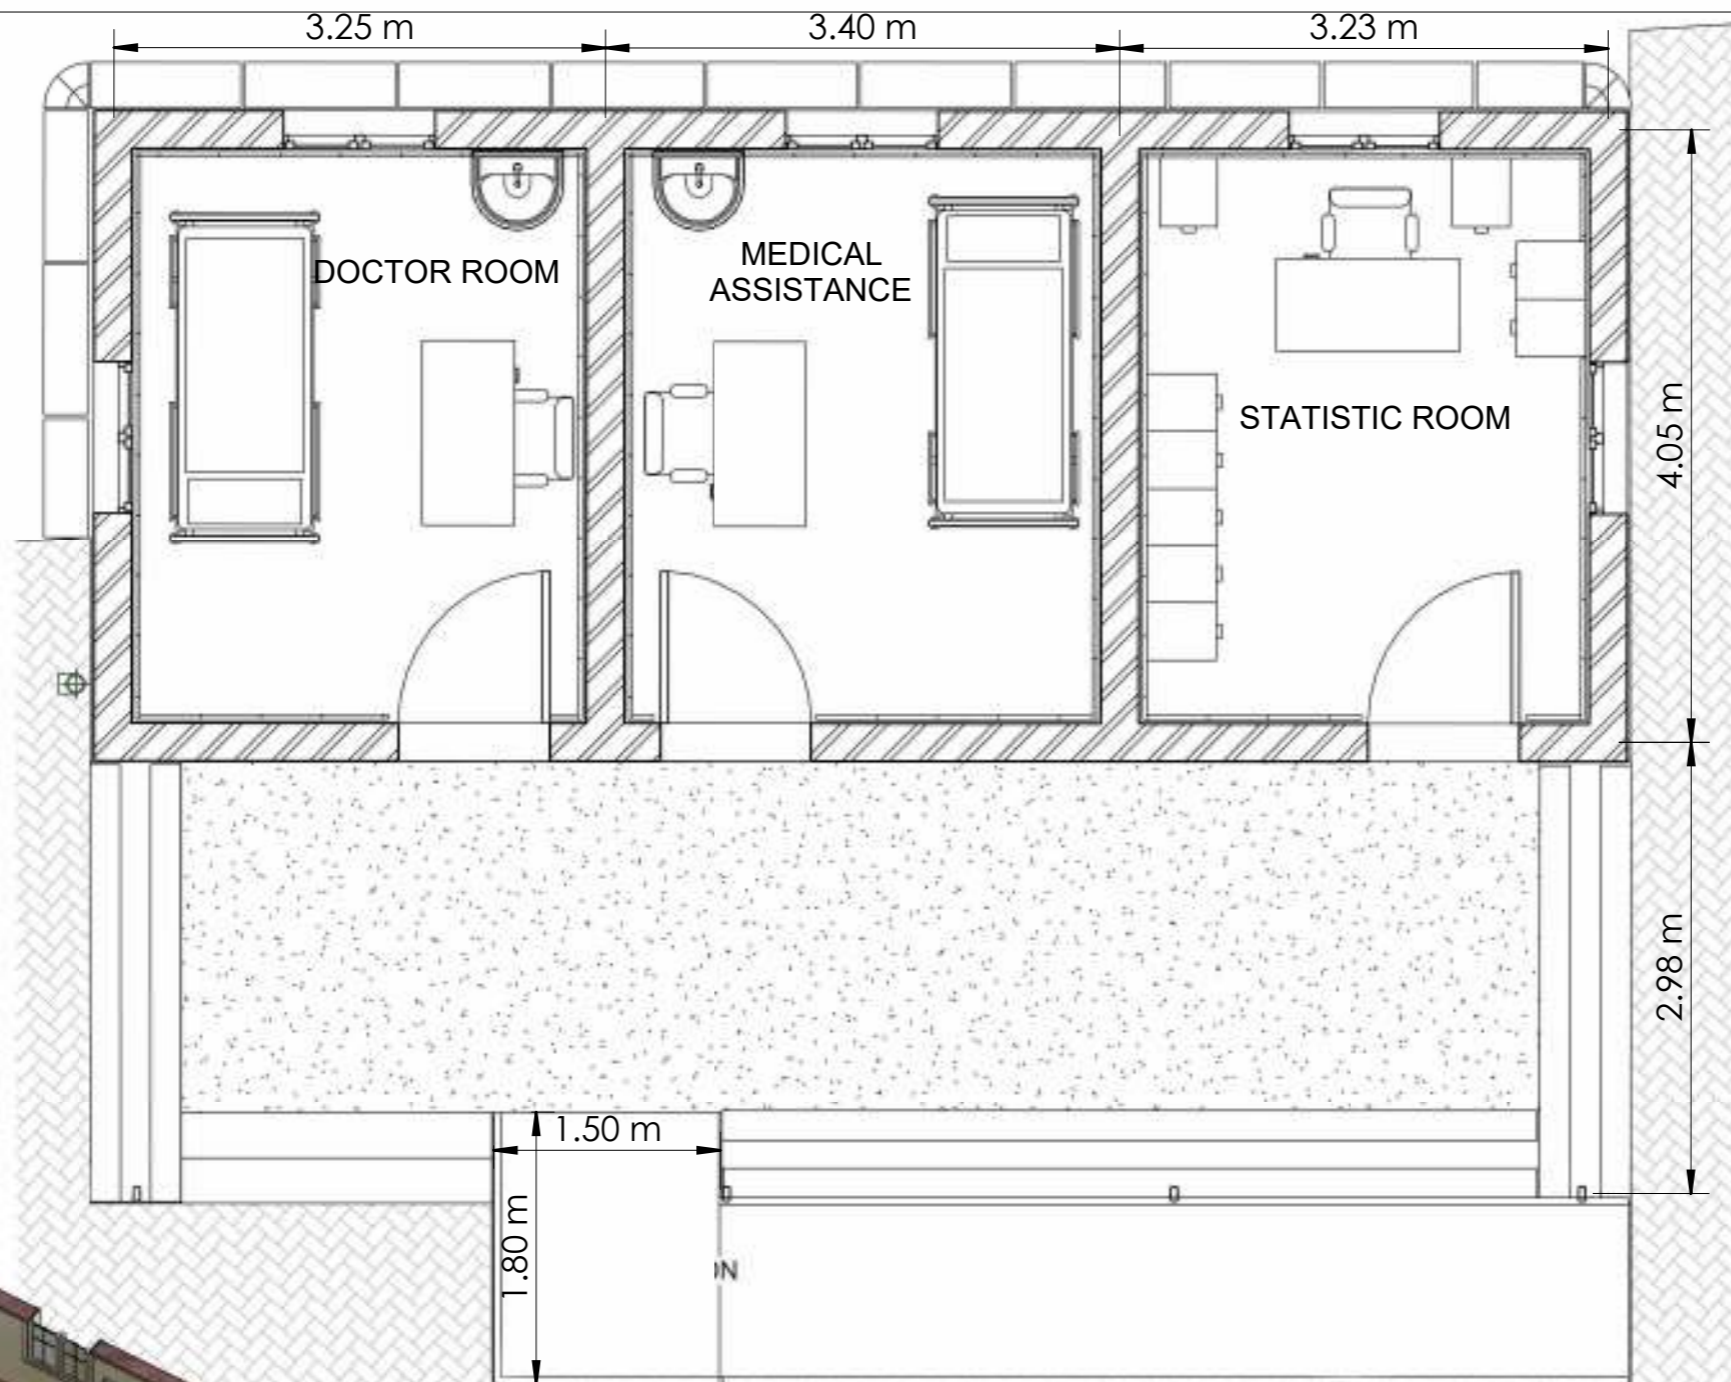 3.25 m
3.40 m
3.23 m
DOCTOR ROOM
MEDICAL
ASSISTANCE
STATISTIC ROOM
4.05 m
2.98 m
1.50 m
1.80 m